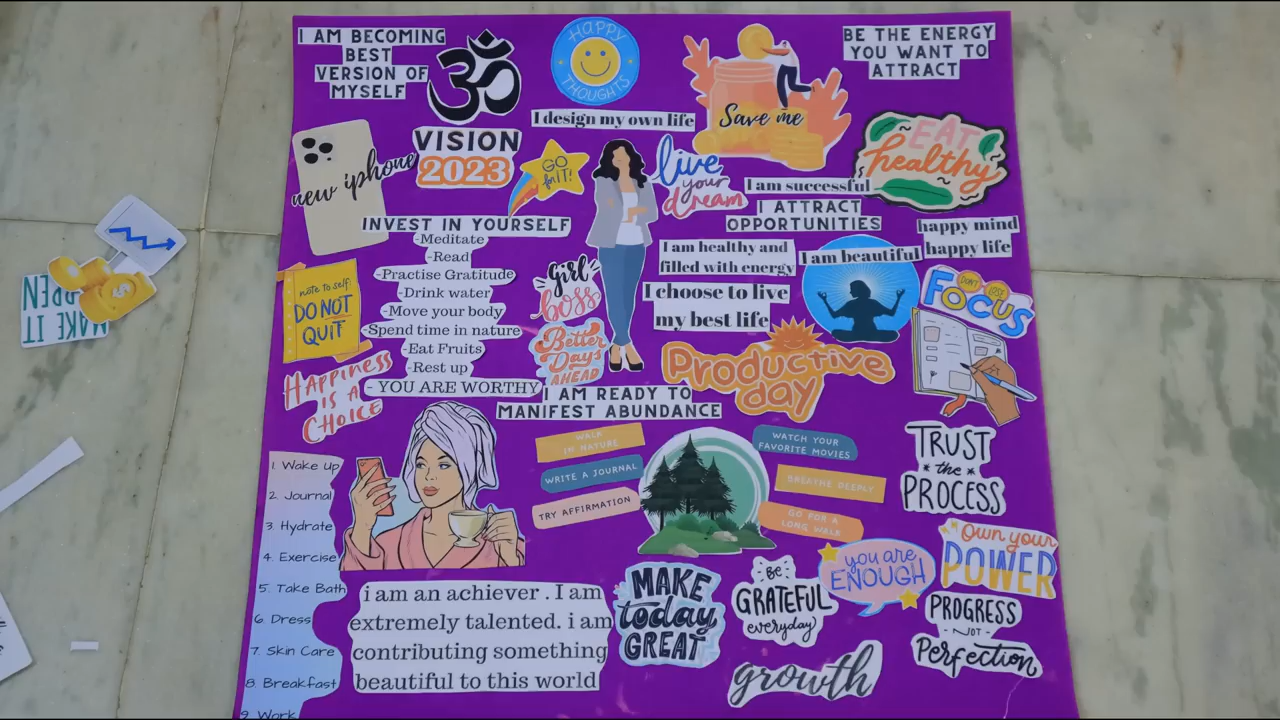 I AM BECOMING
BEST
VERSION OF
MYSELF
ॐ
HAPPY
THOUGHTS
I design my own life
Save me
BE THE ENERGY
YOU WANT TO
ATTRACT
new iphone
VISION
2023
GO
for IT!
live
your
dream
EAT
healthy
I am successful
I ATTRACT
OPPORTUNITIES
happy mind
happy life
INVEST IN YOURSELF
-Meditate
-Read
-Practise Gratitude
-Drink water
-Move your body
-Spend time in nature
-Eat Fruits
-Rest up
- YOU ARE WORTHY
I am healthy and
filled with energy
I am beautiful
I choose to live
my best life
note to self:
DO NOT
QUIT
girl
boss
Better
Days
AHEAD
DON'T LOSE
FOCUS
Productive
day
MAKE IT
HAPPINESS
IS A
CHOICE
I AM READY TO
MANIFEST ABUNDANCE
WALK
IN NATURE
WRITE A JOURNAL
TRY AFFIRMATION
WATCH YOUR
FAVORITE MOVIES
BREATHE DEEPLY
GO FOR A
LONG WALK
TRUST
the
PROCESS
1. Wake Up
2. Journal
3. Hydrate
4. Exercise
5. Take Bath
6. Dress
7. Skin Care
8. Breakfast
9. Work
i am an achiever . I am
extremely talented. i am
contributing something
beautiful to this world
MAKE
today
GREAT
BE
GRATEFUL
everyday
you are
ENOUGH
Own your
POWER
PROGRESS
NOT
Perfection
growth